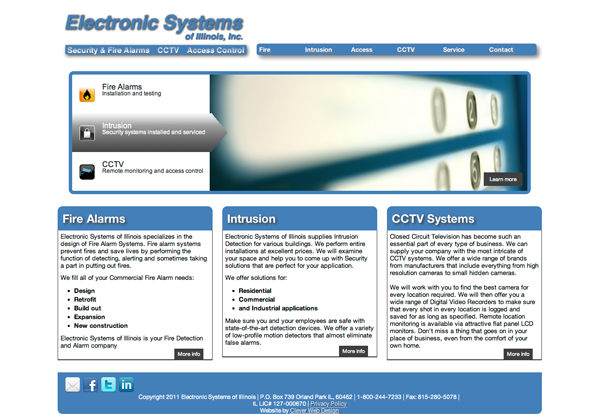 Electronic Systems
of Illinois, Inc.
Security & Fire Alarms CCTV Access Control
Fire Intrusion Access CCTV Service Contact
Fire Alarms
Installation and testing
Intrusion
Security systems installed and serviced
CCTV
Remote monitoring and access control
1
2
5
Learn more
Fire Alarms
Electronic Systems of Illinois specializes in the
design of Fire Alarm Systems. Fire alarm systems
prevent fires and save lives by performing the
function of detecting, alerting and sometimes taking
a part in putting out fires.
We fill all of your Commercial Fire Alarm needs:
• Design
• Retrofit
• Build out
• Expansion
• New construction
Electronic Systems of Illinois is your Fire Detection
and Alarm company
More info
Intrusion
Electronic Systems of Illinois supplies Intrusion
Detection for various buildings. We perform entire
installations at excellent prices. We will examine
your space and help you to come up with Security
solutions that are perfect for your application.
We offer solutions for:
• Residential
• Commercial
• and Industrial applications
Make sure you and your employees are safe with
state-of-the-art detection devices. We offer a variety
of low-profile motion detectors that almost eliminate
false alarms.
More info
CCTV Systems
Closed Circuit Television has become such an
essential part of every type of business. We can
supply your company with the most intricate of
CCTV systems. We offer a wide range of brands
from manufacturers that include everything from high
resolution cameras to small hidden cameras.
We will work with you to find the best camera for
every location required. We will then offer you a
wide range of Digital Video Recorders to make sure
that every shot in every location is logged and
saved for as long as specified. Remote location
monitoring is available via attractive flat panel LCD
monitors. Don't miss a thing that goes on in your
place of business, even from the comfort of your
own home.
More info
Copyright 2011 Electronic Systems of Illinois | P.O. Box 739 Orland Park IL, 60462 | 1-800-244-7233 | Fax: 815-280-5078 |
IL LIC# 127-000670 | Privacy Policy
Website by Clever Web Design